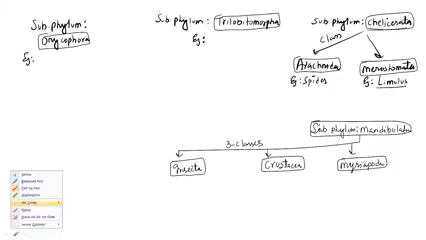 Sub phylum:
Onycophora
Eg:
Sub phylum: Trilobitomorpha
Eg:
Sub phylum: Chelicerata
class
Arachnida
Eg: Spider
Merostomata
Eg: Limulus
Sub phylum: Mandibulata
3-classes
Insecta
Crustacea
Myriapoda